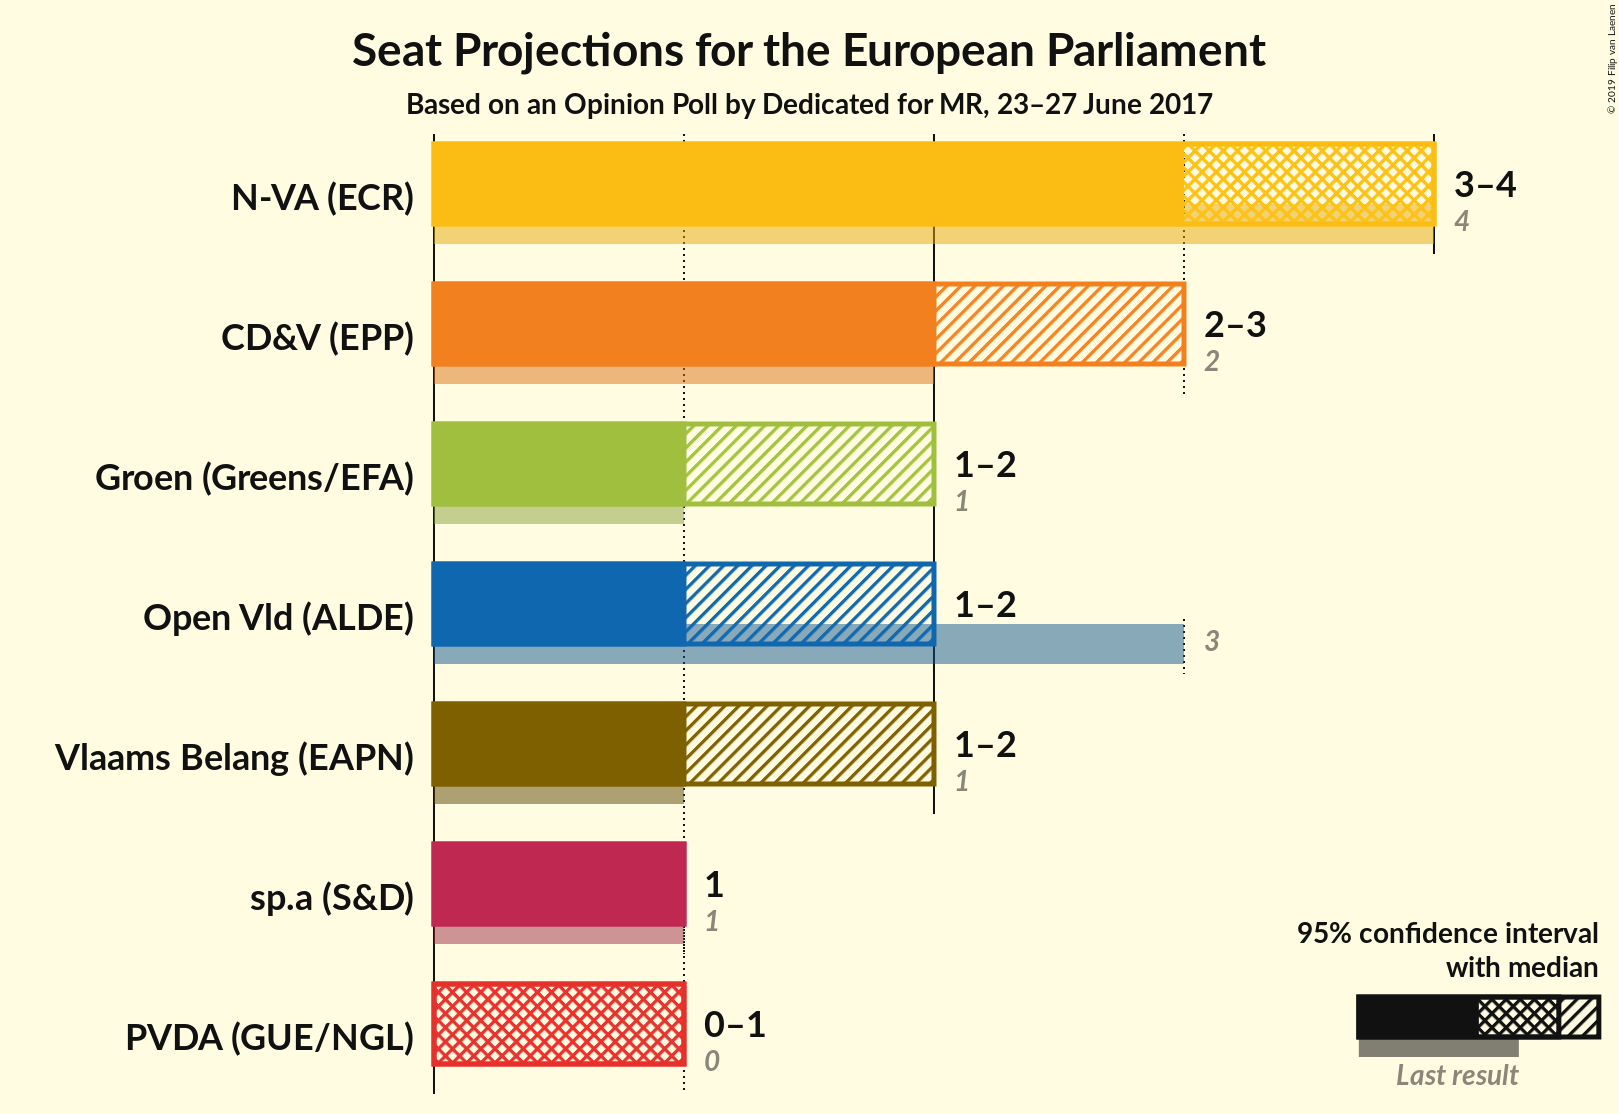 Seat Projections for the European Parliament
Based on an Opinion Poll by Dedicated for MR, 23–27 June 2017
© 2019 Filip van Laenen
N-VA (ECR)
3–4
4
CD&V (EPP)
2–3
2
Groen (Greens/EFA)
1–2
1
Open Vld (ALDE)
1–2
3
Vlaams Belang (EAPN)
1–2
1
sp.a (S&D)
1
1
PVDA (GUE/NGL)
0–1
0
95% confidence interval
with median
Last result